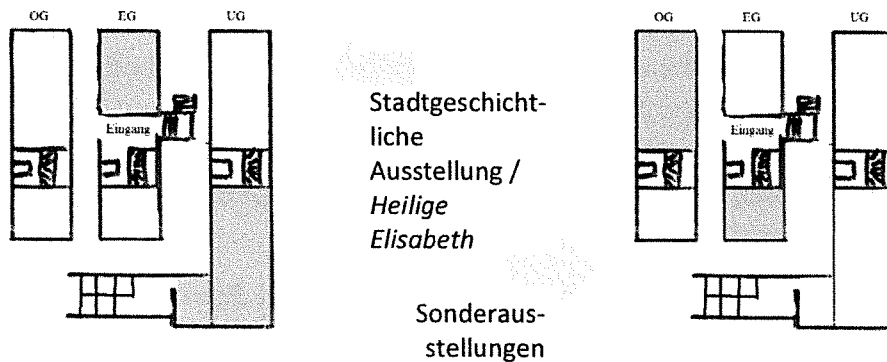 OG EG UG
Eingang
Stadtgeschicht-
liche
Ausstellung /
Heilige
Elisabeth
Sonderaus-
stellungen
OG EG UG
Eingang